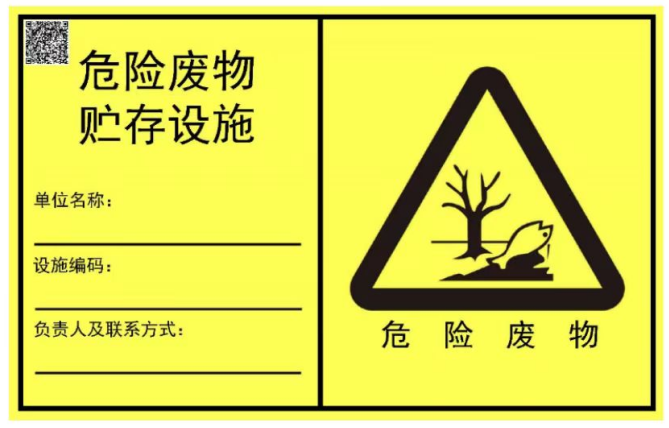 危险废物
贮存设施
单位名称：
设施编码：
负责人及联系方式：
危险废物